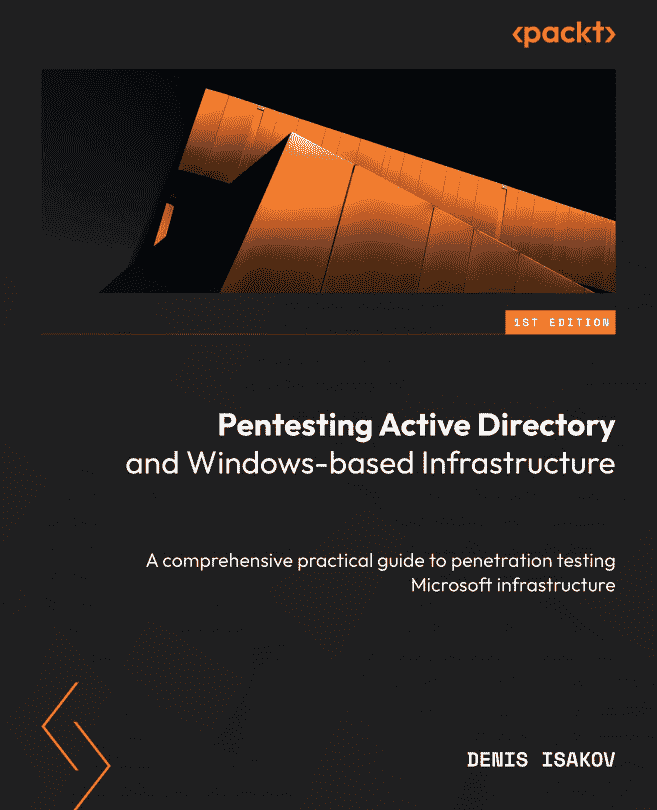 <packt>
1ST EDITION
Pentesting Active Directory
and Windows-based Infrastructure
A comprehensive practical guide to penetration testing
Microsoft infrastructure
DENIS ISAKOV